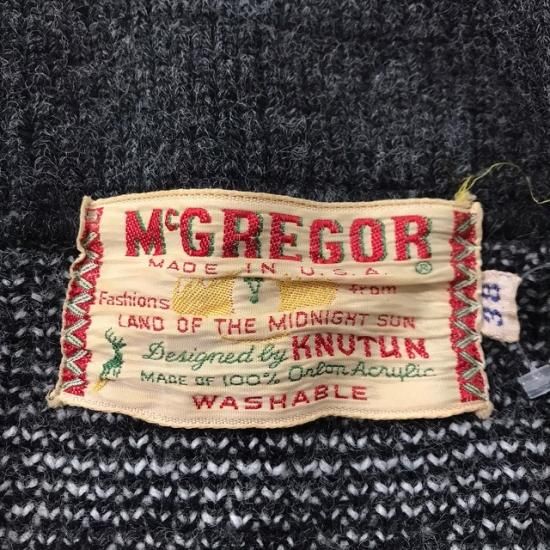 McGREGOR
MADE IN U.S.A. ®
Fashions from
LAND OF THE MIDNIGHT SUN
Designed by KNUTUN
MADE OF 100% Orlon Acrylic
WASHABLE
38